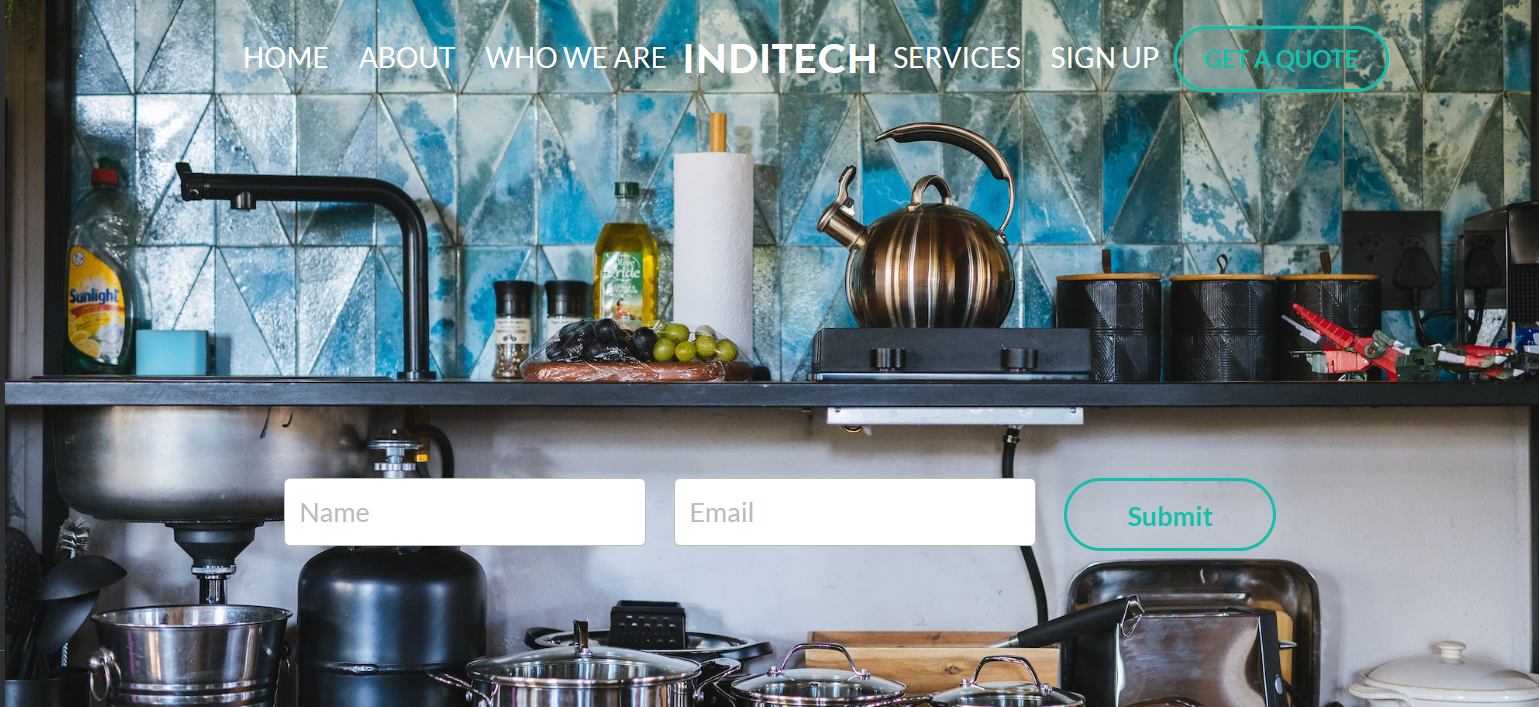 HOME ABOUT WHO WE ARE INDITECH SERVICES SIGN UP GET A QUOTE
Sunlight
Name Email Submit